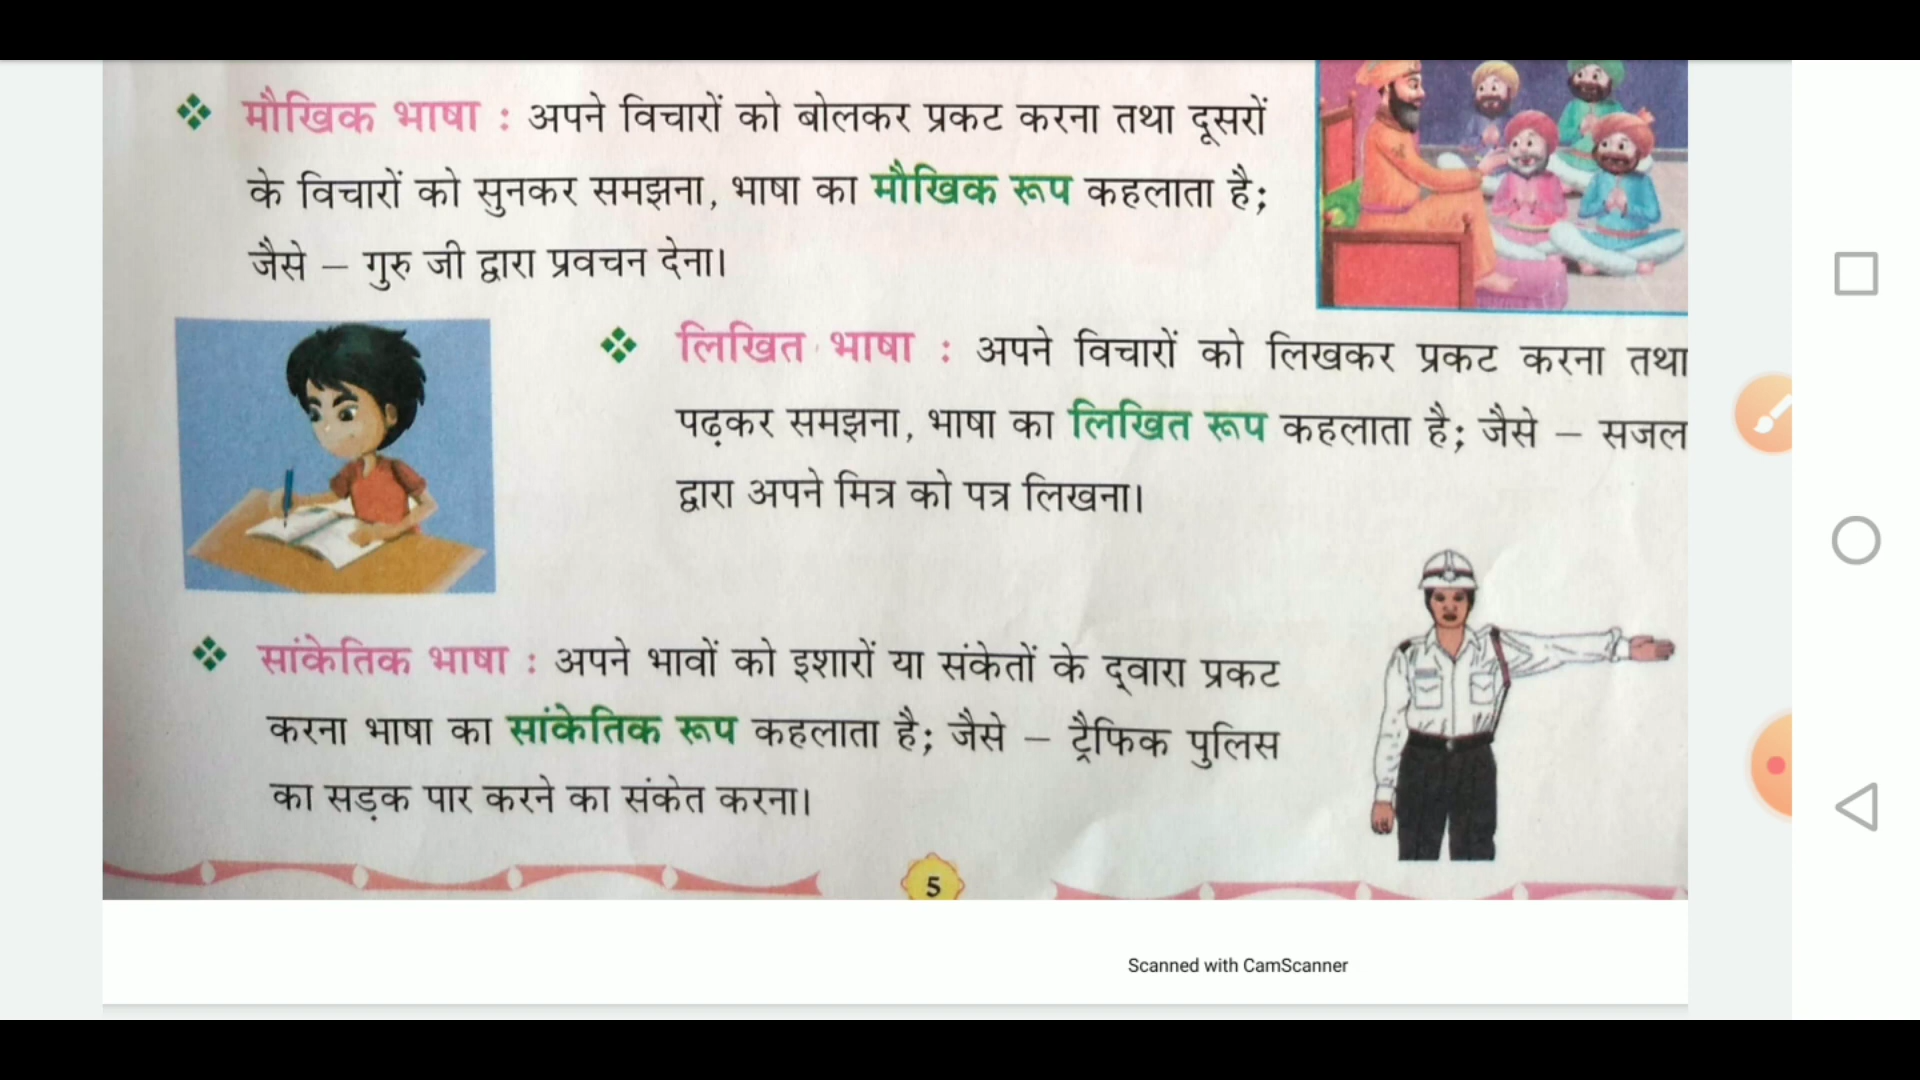 ❖ मौखिक भाषा : अपने विचारों को बोलकर प्रकट करना तथा दूसरों
के विचारों को सुनकर समझना, भाषा का मौखिक रूप कहलाता है;
जैसे – गुरु जी द्वारा प्रवचन देना।
❖ लिखित भाषा : अपने विचारों को लिखकर प्रकट करना तथा
पढ़कर समझना, भाषा का लिखित रूप कहलाता है; जैसे – सजल
द्वारा अपने मित्र को पत्र लिखना।
❖ सांकेतिक भाषा : अपने भावों को इशारों या संकेतों के द्‌वारा प्रकट
करना भाषा का सांकेतिक रूप कहलाता है; जैसे – ट्रैफिक पुलिस
का सड़क पार करने का संकेत करना।
5
Scanned with CamScanner